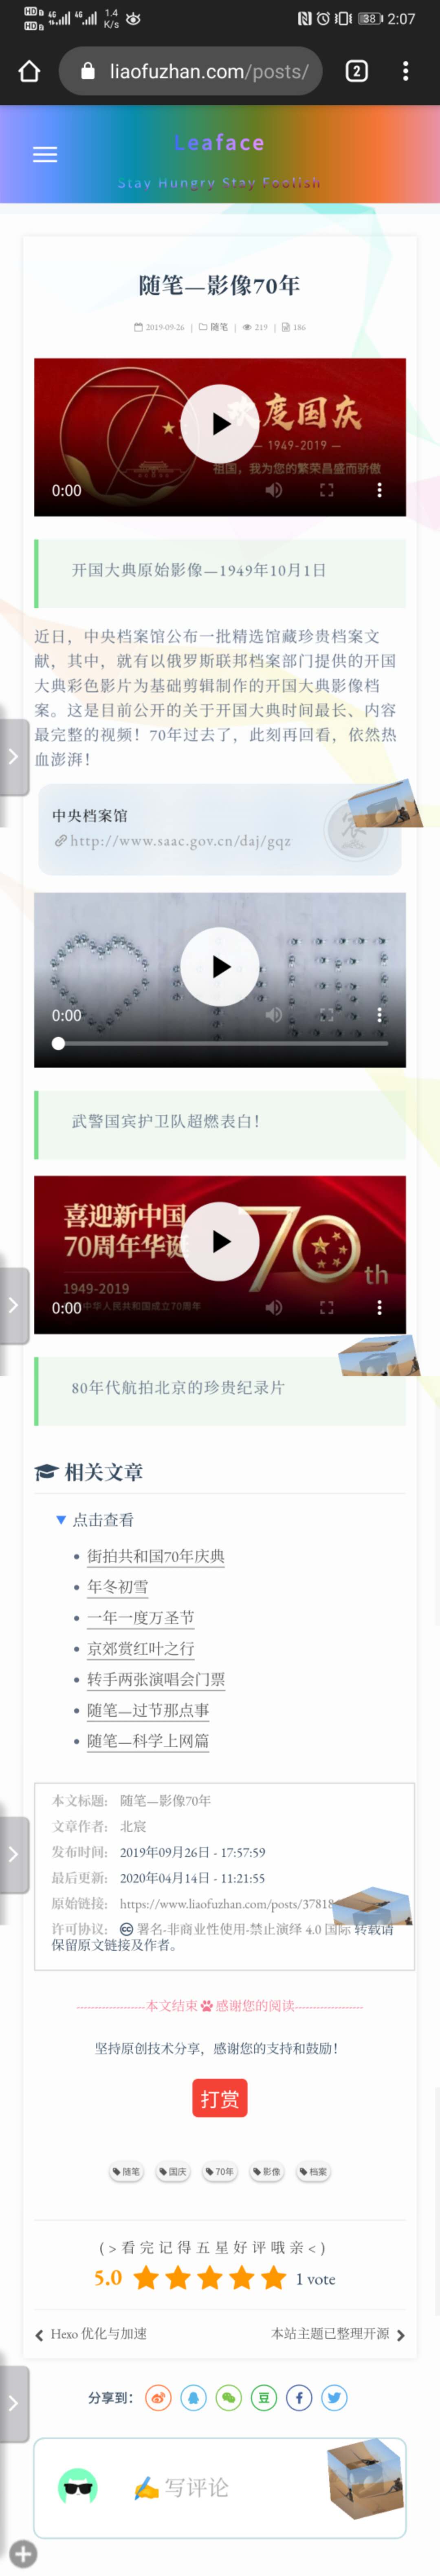 HD 4G 4G 1.4 K/s 38 2:07
liaofuzhan.com/posts/ 2
Leaface
Stay Hungry Stay Foolish
随笔—影像70年
2019-09-26 | 随笔 | 219 | 186
欢度国庆
— 1949-2019 —
祖国，我为您的繁荣昌盛而骄傲
0:00
开国大典原始影像—1949年10月1日
近日，中央档案馆公布一批精选馆藏珍贵档案文
献，其中，就有以俄罗斯联邦档案部门提供的开国
大典彩色影片为基础剪辑制作的开国大典影像档
案。这是目前公开的关于开国大典时间最长、内容
最完整的视频！70年过去了，此刻再回看，依然热
血澎湃！
中央档案馆
http://www.saac.gov.cn/daj/gqz
0:00
武警国宾护卫队超燃表白！
喜迎新中国
70周年华诞
70th
1949-2019
中华人民共和国成立70周年
0:00
80年代航拍北京的珍贵纪录片
相关文章
点击查看
街拍共和国70年庆典
年冬初雪
一年一度万圣节
京郊赏红叶之行
转手两张演唱会门票
随笔—过节那点事
随笔—科学上网篇
本文标题： 随笔—影像70年
文章作者： 北宸
发布时间： 2019年09月26日 - 17:57:59
最后更新： 2020年04月14日 - 11:21:55
原始链接： https://www.liaofuzhan.com/posts/37818
许可协议： 署名-非商业性使用-禁止演绎 4.0 国际 转载请
保留原文链接及作者。
------------------本文结束 感谢您的阅读------------------
坚持原创技术分享，感谢您的支持和鼓励！
打赏
随笔 国庆 70年 影像 档案
( > 看 完 记 得 五 星 好 评 哦 亲 < )
5.0 1 vote
Hexo 优化与加速 本站主题已整理开源
分享到： 豆
写评论